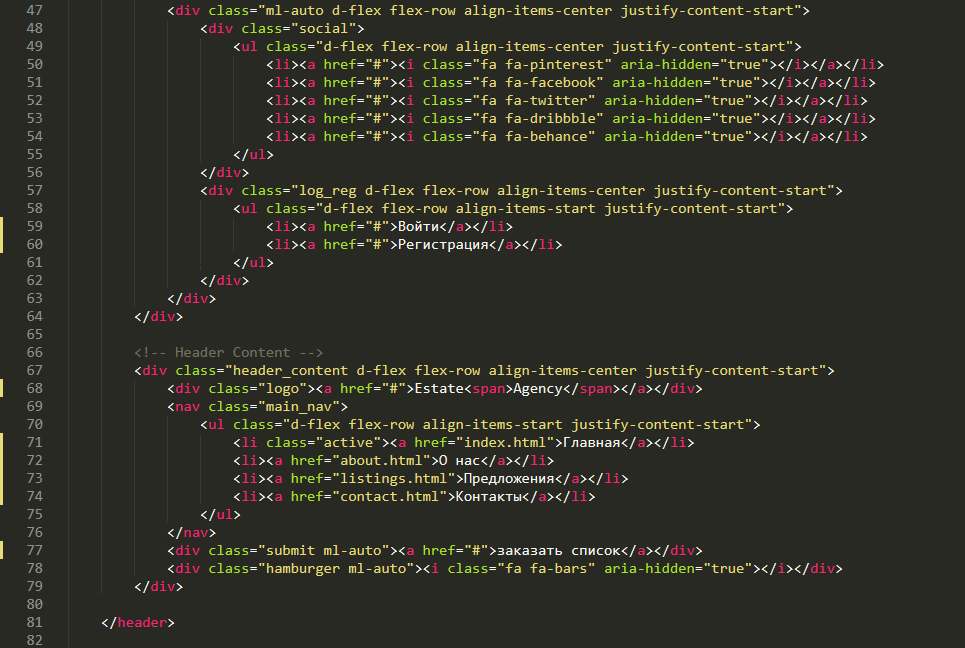 47 <div class="ml-auto d-flex flex-row align-items-center justify-content-start">
48 <div class="social">
49 <ul class="d-flex flex-row align-items-center justify-content-start">
50 <li><a href="#"><i class="fa fa-pinterest" aria-hidden="true"></i></a></li>
51 <li><a href="#"><i class="fa fa-facebook" aria-hidden="true"></i></a></li>
52 <li><a href="#"><i class="fa fa-twitter" aria-hidden="true"></i></a></li>
53 <li><a href="#"><i class="fa fa-dribbble" aria-hidden="true"></i></a></li>
54 <li><a href="#"><i class="fa fa-behance" aria-hidden="true"></i></a></li>
55 </ul>
56 </div>
57 <div class="log_reg d-flex flex-row align-items-center justify-content-start">
58 <ul class="d-flex flex-row align-items-start justify-content-start">
59 <li><a href="#">Войти</a></li>
60 <li><a href="#">Регистрация</a></li>
61 </ul>
62 </div>
63 </div>
64 </div>
65
66 <!-- Header Content -->
67 <div class="header_content d-flex flex-row align-items-center justify-content-start">
68 <div class="logo"><a href="#">Estate<span>Agency</span></a></div>
69 <nav class="main_nav">
70 <ul class="d-flex flex-row align-items-start justify-content-start">
71 <li class="active"><a href="index.html">Главная</a></li>
72 <li><a href="about.html">О нас</a></li>
73 <li><a href="listings.html">Предложения</a></li>
74 <li><a href="contact.html">Контакты</a></li>
75 </ul>
76 </nav>
77 <div class="submit ml-auto"><a href="#">заказать список</a></div>
78 <div class="hamburger ml-auto"><i class="fa fa-bars" aria-hidden="true"></i></div>
79 </div>
80
81 </header>
82